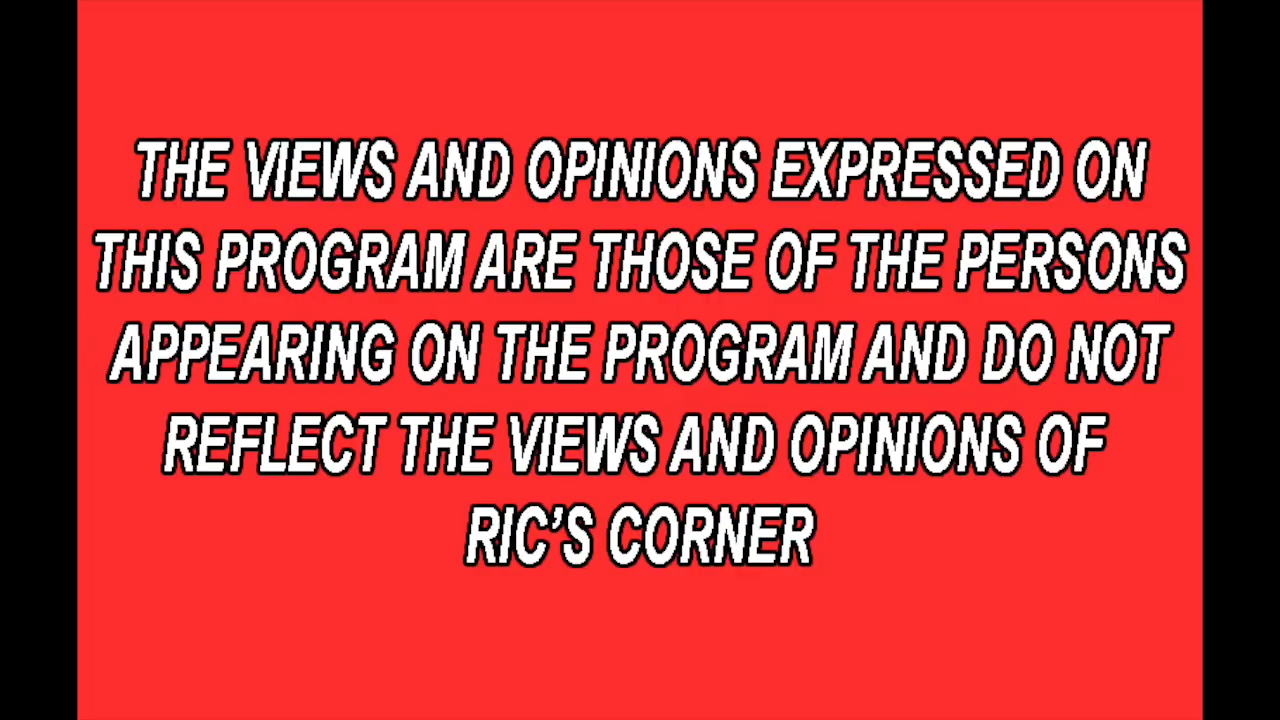 THE VIEWS AND OPINIONS EXPRESSED ON
THIS PROGRAM ARE THOSE OF THE PERSONS
APPEARING ON THE PROGRAM AND DO NOT
REFLECT THE VIEWS AND OPINIONS OF
RIC’S CORNER